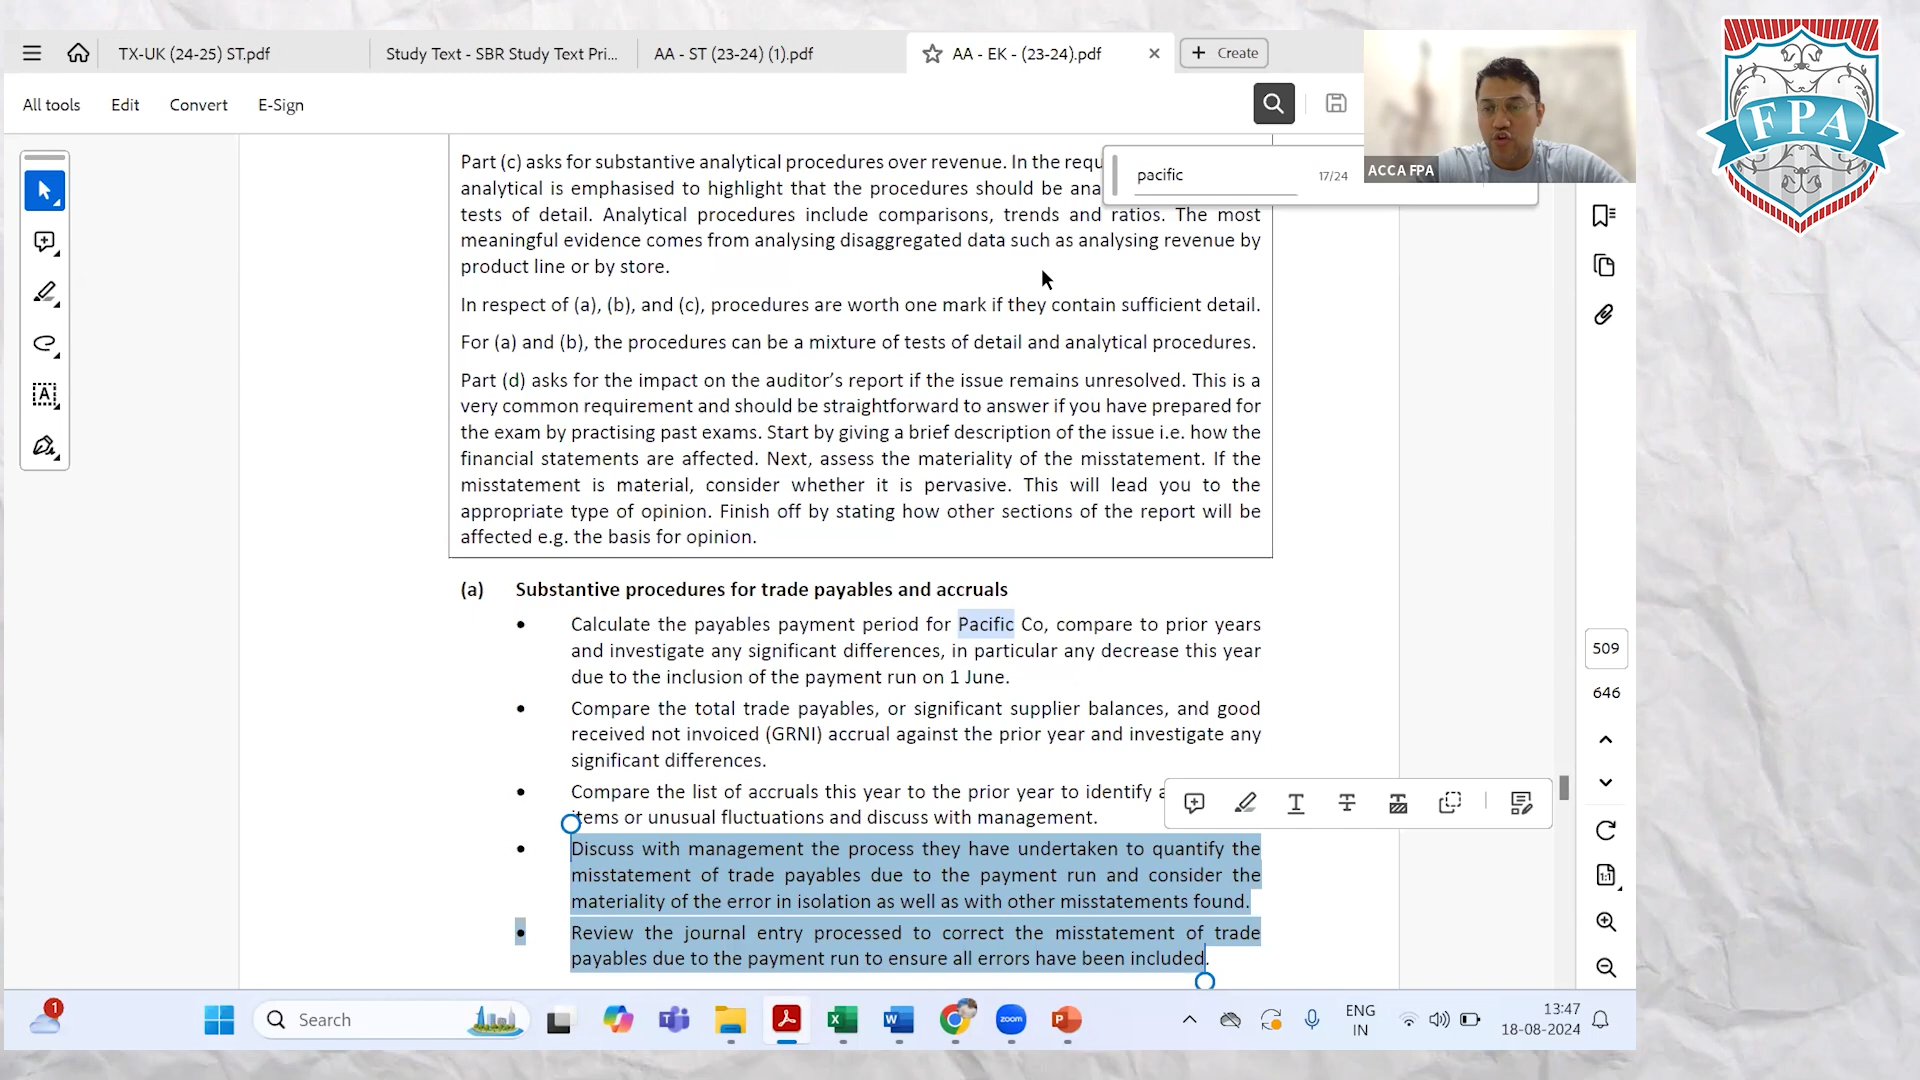 TX-UK (24-25) ST.pdf
Study Text - SBR Study Text Pri...
AA - ST (23-24) (1).pdf
AA - EK - (23-24).pdf
Create
All tools
Edit
Convert
E-Sign
pacific
17/24
ACCA FPA
FPA
Part (c) asks for substantive analytical procedures over revenue. In the requ
analytical is emphasised to highlight that the procedures should be ana
tests of detail. Analytical procedures include comparisons, trends and ratios. The most
meaningful evidence comes from analysing disaggregated data such as analysing revenue by
product line or by store.
In respect of (a), (b), and (c), procedures are worth one mark if they contain sufficient detail.
For (a) and (b), the procedures can be a mixture of tests of detail and analytical procedures.
Part (d) asks for the impact on the auditor's report if the issue remains unresolved. This is a
very common requirement and should be straightforward to answer if you have prepared for
the exam by practising past exams. Start by giving a brief description of the issue i.e. how the
financial statements are affected. Next, assess the materiality of the misstatement. If the
misstatement is material, consider whether it is pervasive. This will lead you to the
appropriate type of opinion. Finish off by stating how other sections of the report will be
affected e.g. the basis for opinion.
(a) Substantive procedures for trade payables and accruals
• Calculate the payables payment period for Pacific Co, compare to prior years
and investigate any significant differences, in particular any decrease this year
due to the inclusion of the payment run on 1 June.
• Compare the total trade payables, or significant supplier balances, and good
received not invoiced (GRNI) accrual against the prior year and investigate any
significant differences.
• Compare the list of accruals this year to the prior year to identify
items or unusual fluctuations and discuss with management.
• Discuss with management the process they have undertaken to quantify the
misstatement of trade payables due to the payment run and consider the
materiality of the error in isolation as well as with other misstatements found.
• Review the journal entry processed to correct the misstatement of trade
payables due to the payment run to ensure all errors have been included.
509
646
1:1
1
Search
zoom
ENG
IN
13:47
18-08-2024